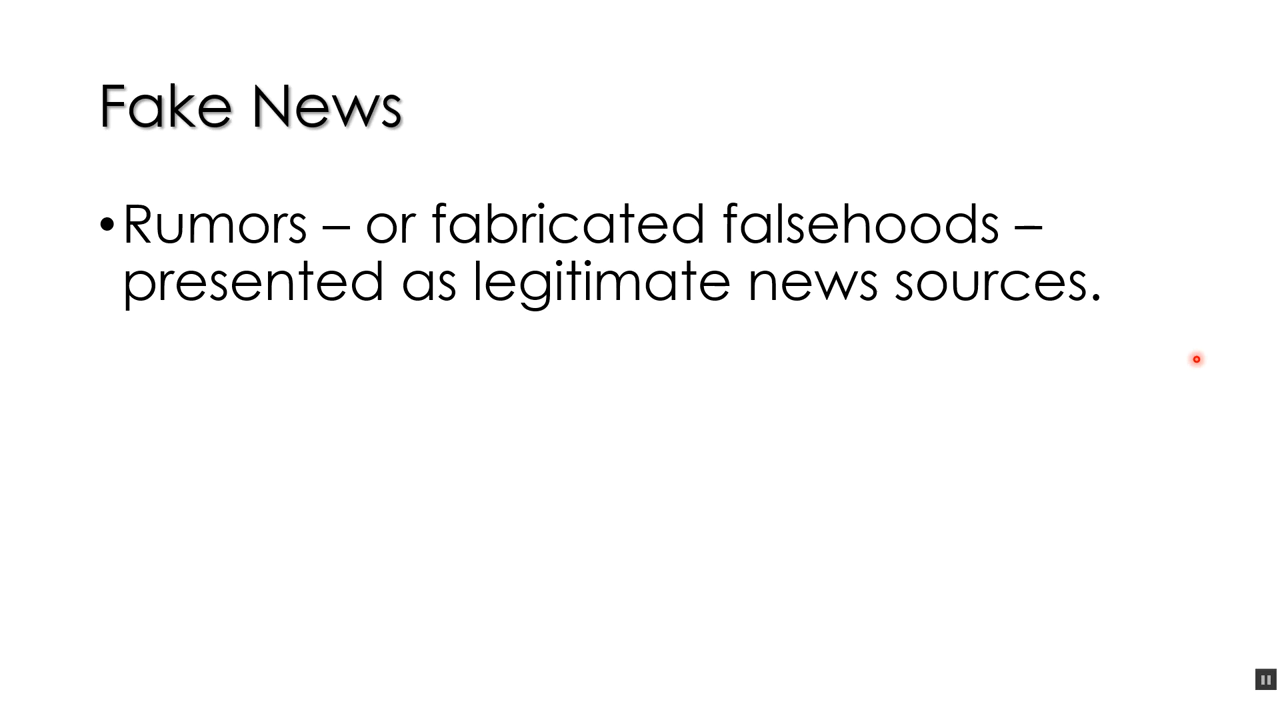 Fake News
•Rumors – or fabricated falsehoods –
presented as legitimate news sources.